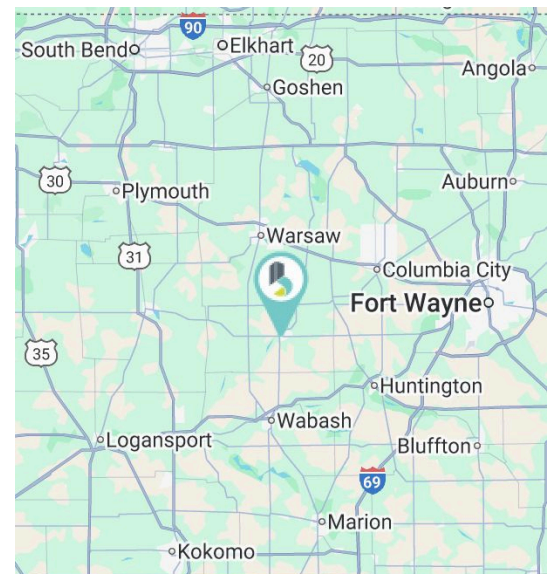 90
South Bend
Elkhart
20
Angola
Goshen
30
Plymouth
Auburn
Warsaw
31
Columbia City
Fort Wayne
35
Huntington
Wabash
Logansport
Bluffton
69
Marion
Kokomo